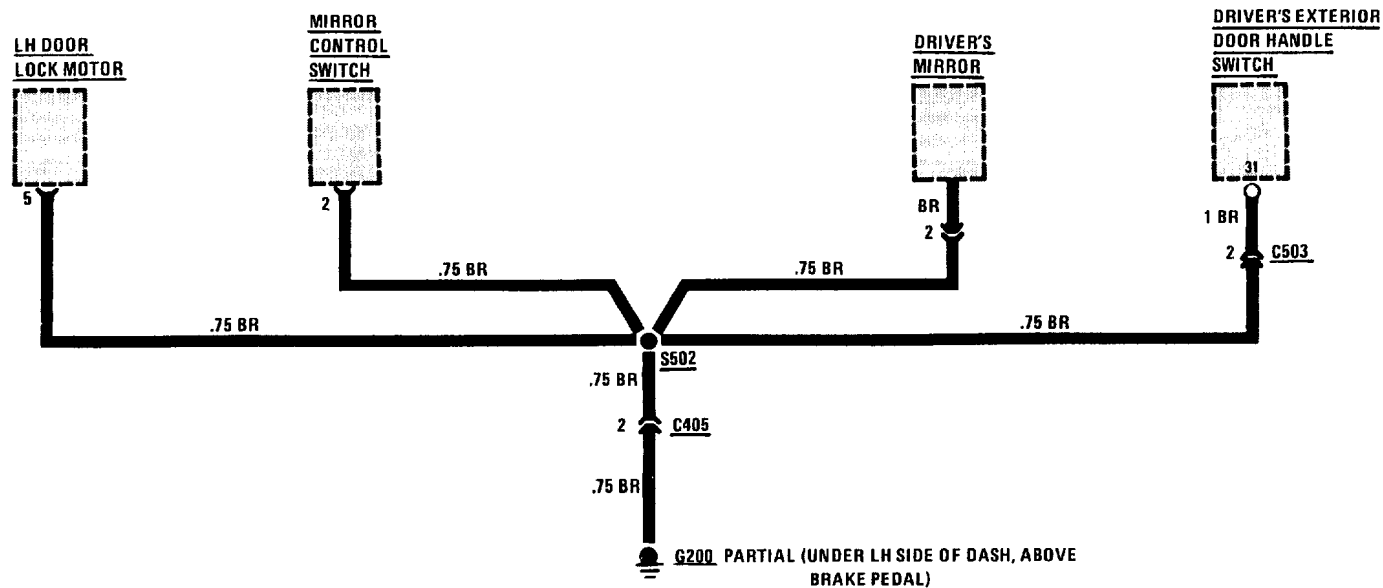 LH DOOR
LOCK MOTOR
MIRROR
CONTROL
SWITCH
DRIVER'S
MIRROR
DRIVER'S EXTERIOR
DOOR HANDLE
SWITCH
5
2
BR
2
31
1 BR
2 C503
.75 BR
.75 BR
.75 BR
.75 BR
S502
.75 BR
2 C405
.75 BR
G200 PARTIAL (UNDER LH SIDE OF DASH, ABOVE
BRAKE PEDAL)